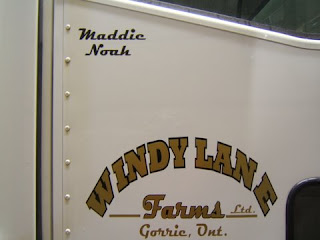 Maddie
Noah
WINDY LANE
Farms Ltd.
Gorrie, Ont.